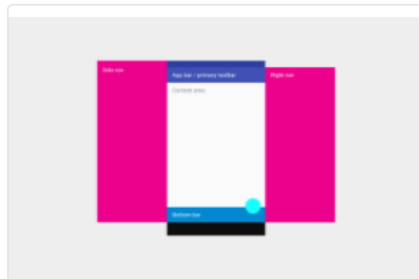 Side nav
App bar / primary toolbar
Right nav
Content area
Bottom bar